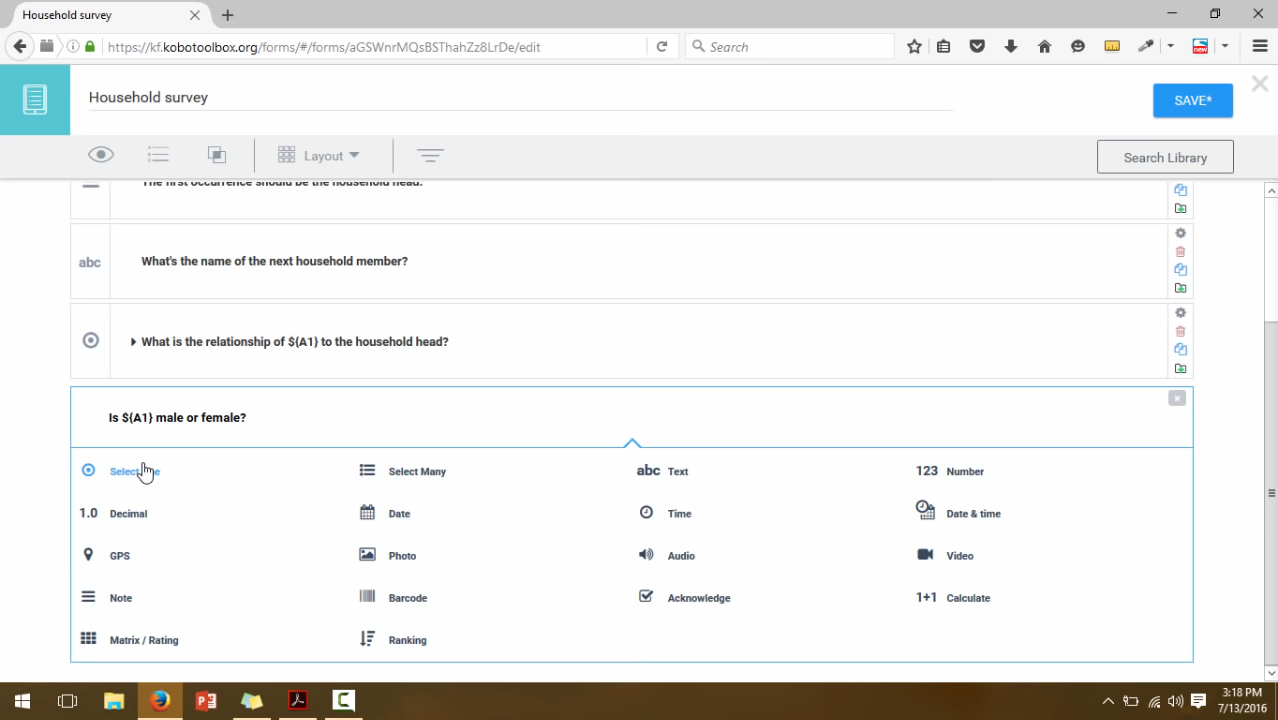 Household survey
https://kf.kobotoolbox.org/forms/#/forms/aGSWnrMQsBSThahZz8LrDe/edit
Search
Household survey
SAVE*
Layout
Search Library
The first occurrence should be the household head.
abc
What's the name of the next household member?
What is the relationship of ${A1} to the household head?
Is ${A1} male or female?
Select
Select Many
abc Text
123 Number
1.0 Decimal
Date
Time
Date & time
GPS
Photo
Audio
Video
Note
Barcode
Acknowledge
1+1 Calculate
Matrix / Rating
Ranking
3:18 PM
7/13/2016